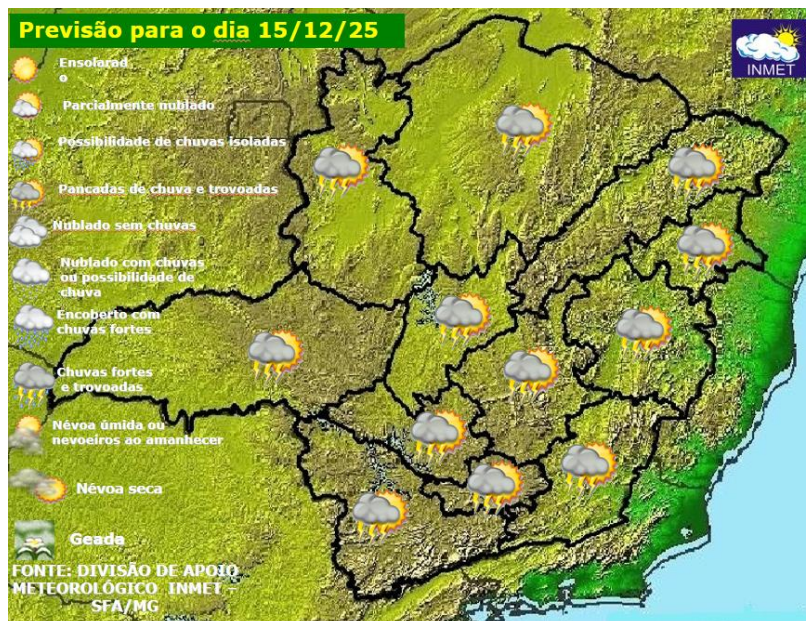 Previsão para o dia 15/12/25
INMET
Ensolarad
o
Parcialmente nublado
Possibilidade de chuvas isoladas
Pancadas de chuva e trovoadas
Nublado sem chuvas
Nublado com chuvas
ou possibilidade de
chuva
Encoberto com
chuvas fortes
Chuvas fortes
e trovoadas
Névoa úmida ou
nevoeiros ao amanhecer
Névoa seca
Geada
FONTE: DIVISÃO DE APOIO
METEOROLÓGICO INMET -
SFA/MG